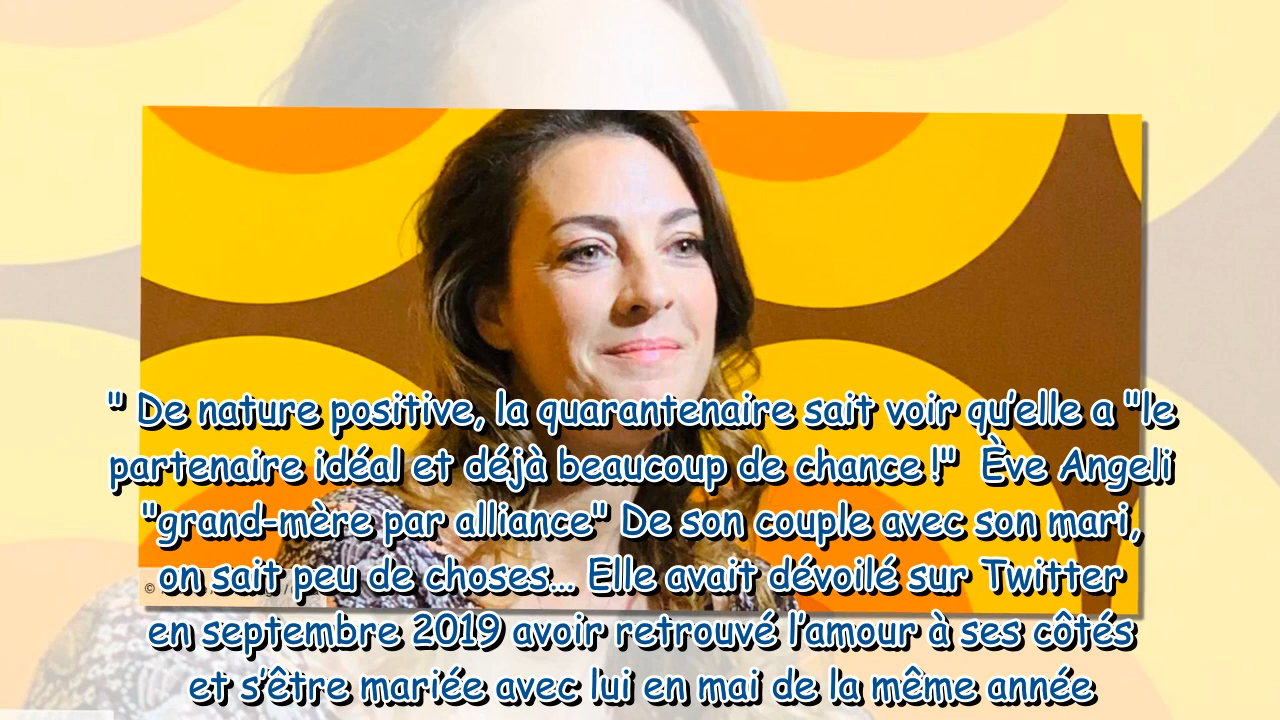 " De nature positive, la quarantenaire sait voir qu'elle a "le
partenaire idéal et déjà beaucoup de chance !"  Ève Angeli
"grand-mère par alliance" De son couple avec son mari,
on sait peu de choses... Elle avait dévoilé sur Twitter
en septembre 2019 avoir retrouvé l'amour à ses côtés
et s'être mariée avec lui en mai de la même année
©